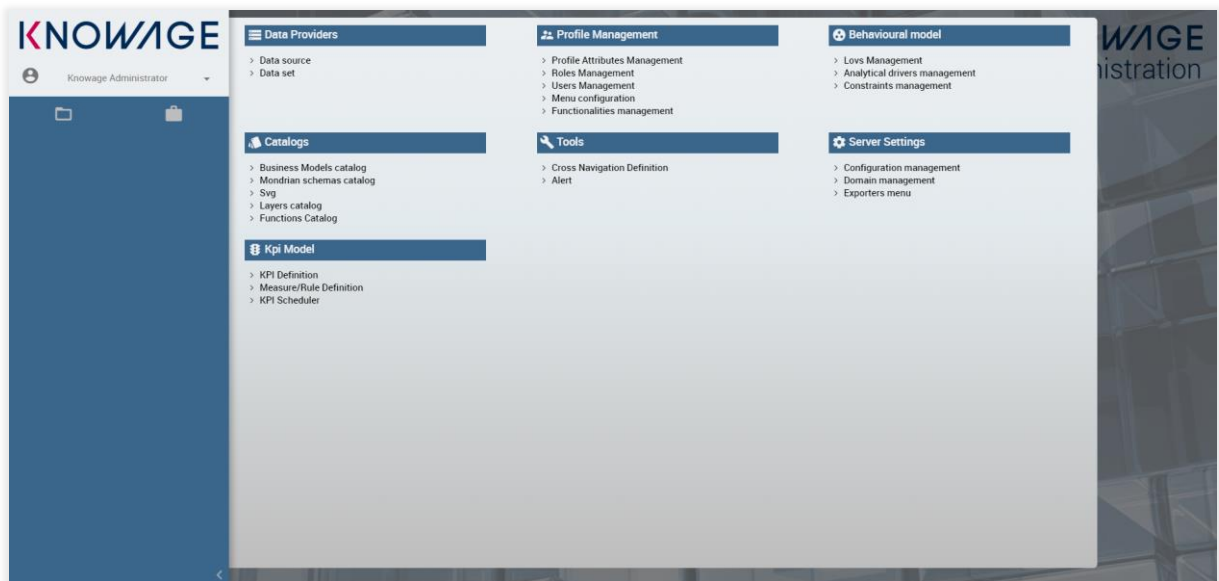 KNOWAGE
Knowage Administrator
Data Providers
> Data source
> Data set
Profile Management
> Profile Attributes Management
> Roles Management
> Users Management
> Menu configuration
> Functionalities management
Behavioural model
> Lovs Management
> Analytical drivers management
> Constraints management
Catalogs
> Business Models catalog
> Mondrian schemas catalog
> Svg
> Layers catalog
> Functions Catalog
Tools
> Cross Navigation Definition
> Alert
Server Settings
> Configuration management
> Domain management
> Exporters menu
Kpi Model
> KPI Definition
> Measure/Rule Definition
> KPI Scheduler
WAGE
nistration